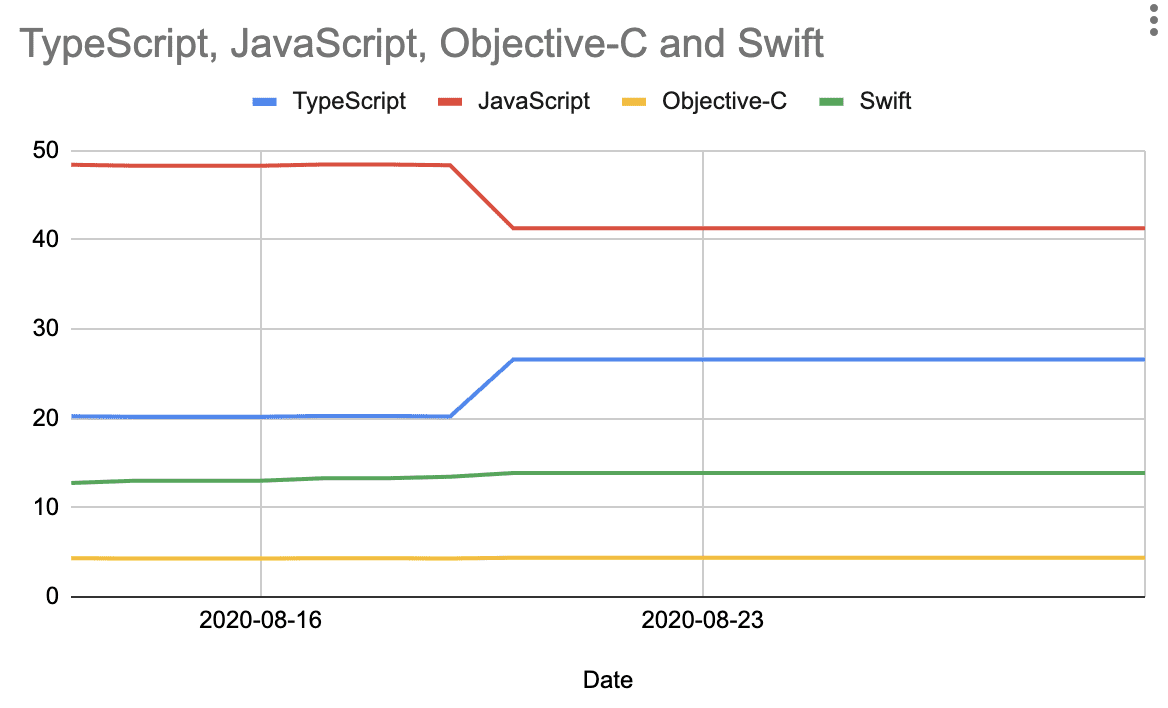 TypeScript, JavaScript, Objective-C and Swift
TypeScript JavaScript Objective-C Swift
50
40
30
20
10
0
2020-08-16 2020-08-23
Date